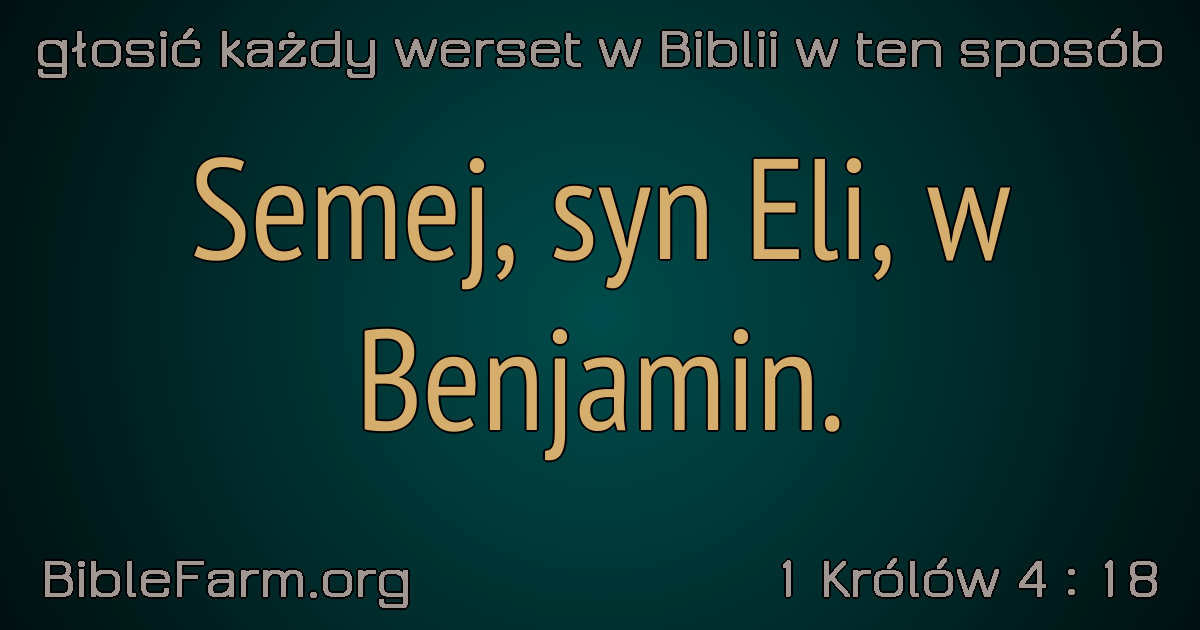 głosić każdy werset w Biblii w ten sposób
Semej, syn Eli, w
Benjamin.
BibleFarm.org
1 Królów 4 : 18